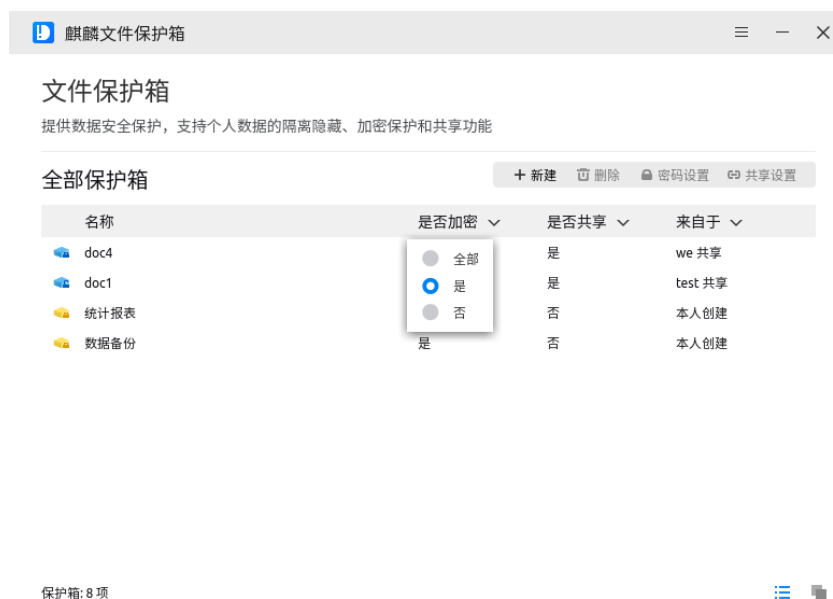 麒麟文件保护箱
文件保护箱
提供数据安全保护，支持个人数据的隔离隐藏、加密保护和共享功能
全部保护箱 新建 删除 密码设置 共享设置
名称 是否加密 是否共享 来自于
doc4 全部 是 we 共享
doc1 是 是 test 共享
统计报表 否 否 本人创建
数据备份 是 否 本人创建
保护箱: 8 项